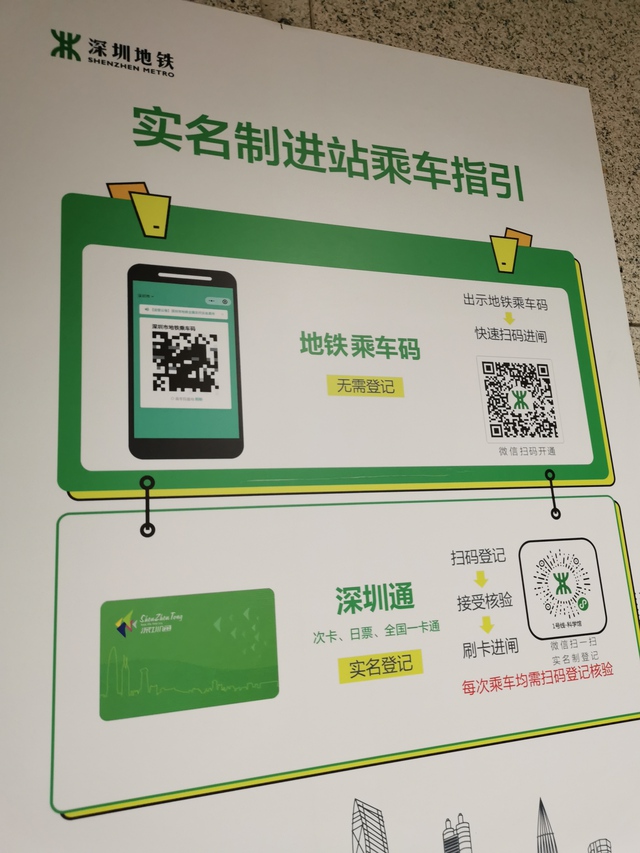 深圳地铁
SHENZHEN METRO
实名制进站乘车指引
深圳市地铁乘车码
地铁乘车码
无需登记
出示地铁乘车码
快速扫码进闸
微信扫码开通
ShenZhen Tong
深圳通
次卡、日票、全国一卡通
实名登记
扫码登记
接受核验
刷卡进闸
1号线-科学馆
微信扫一扫
实名制登记
每次乘车均需扫码登记核验